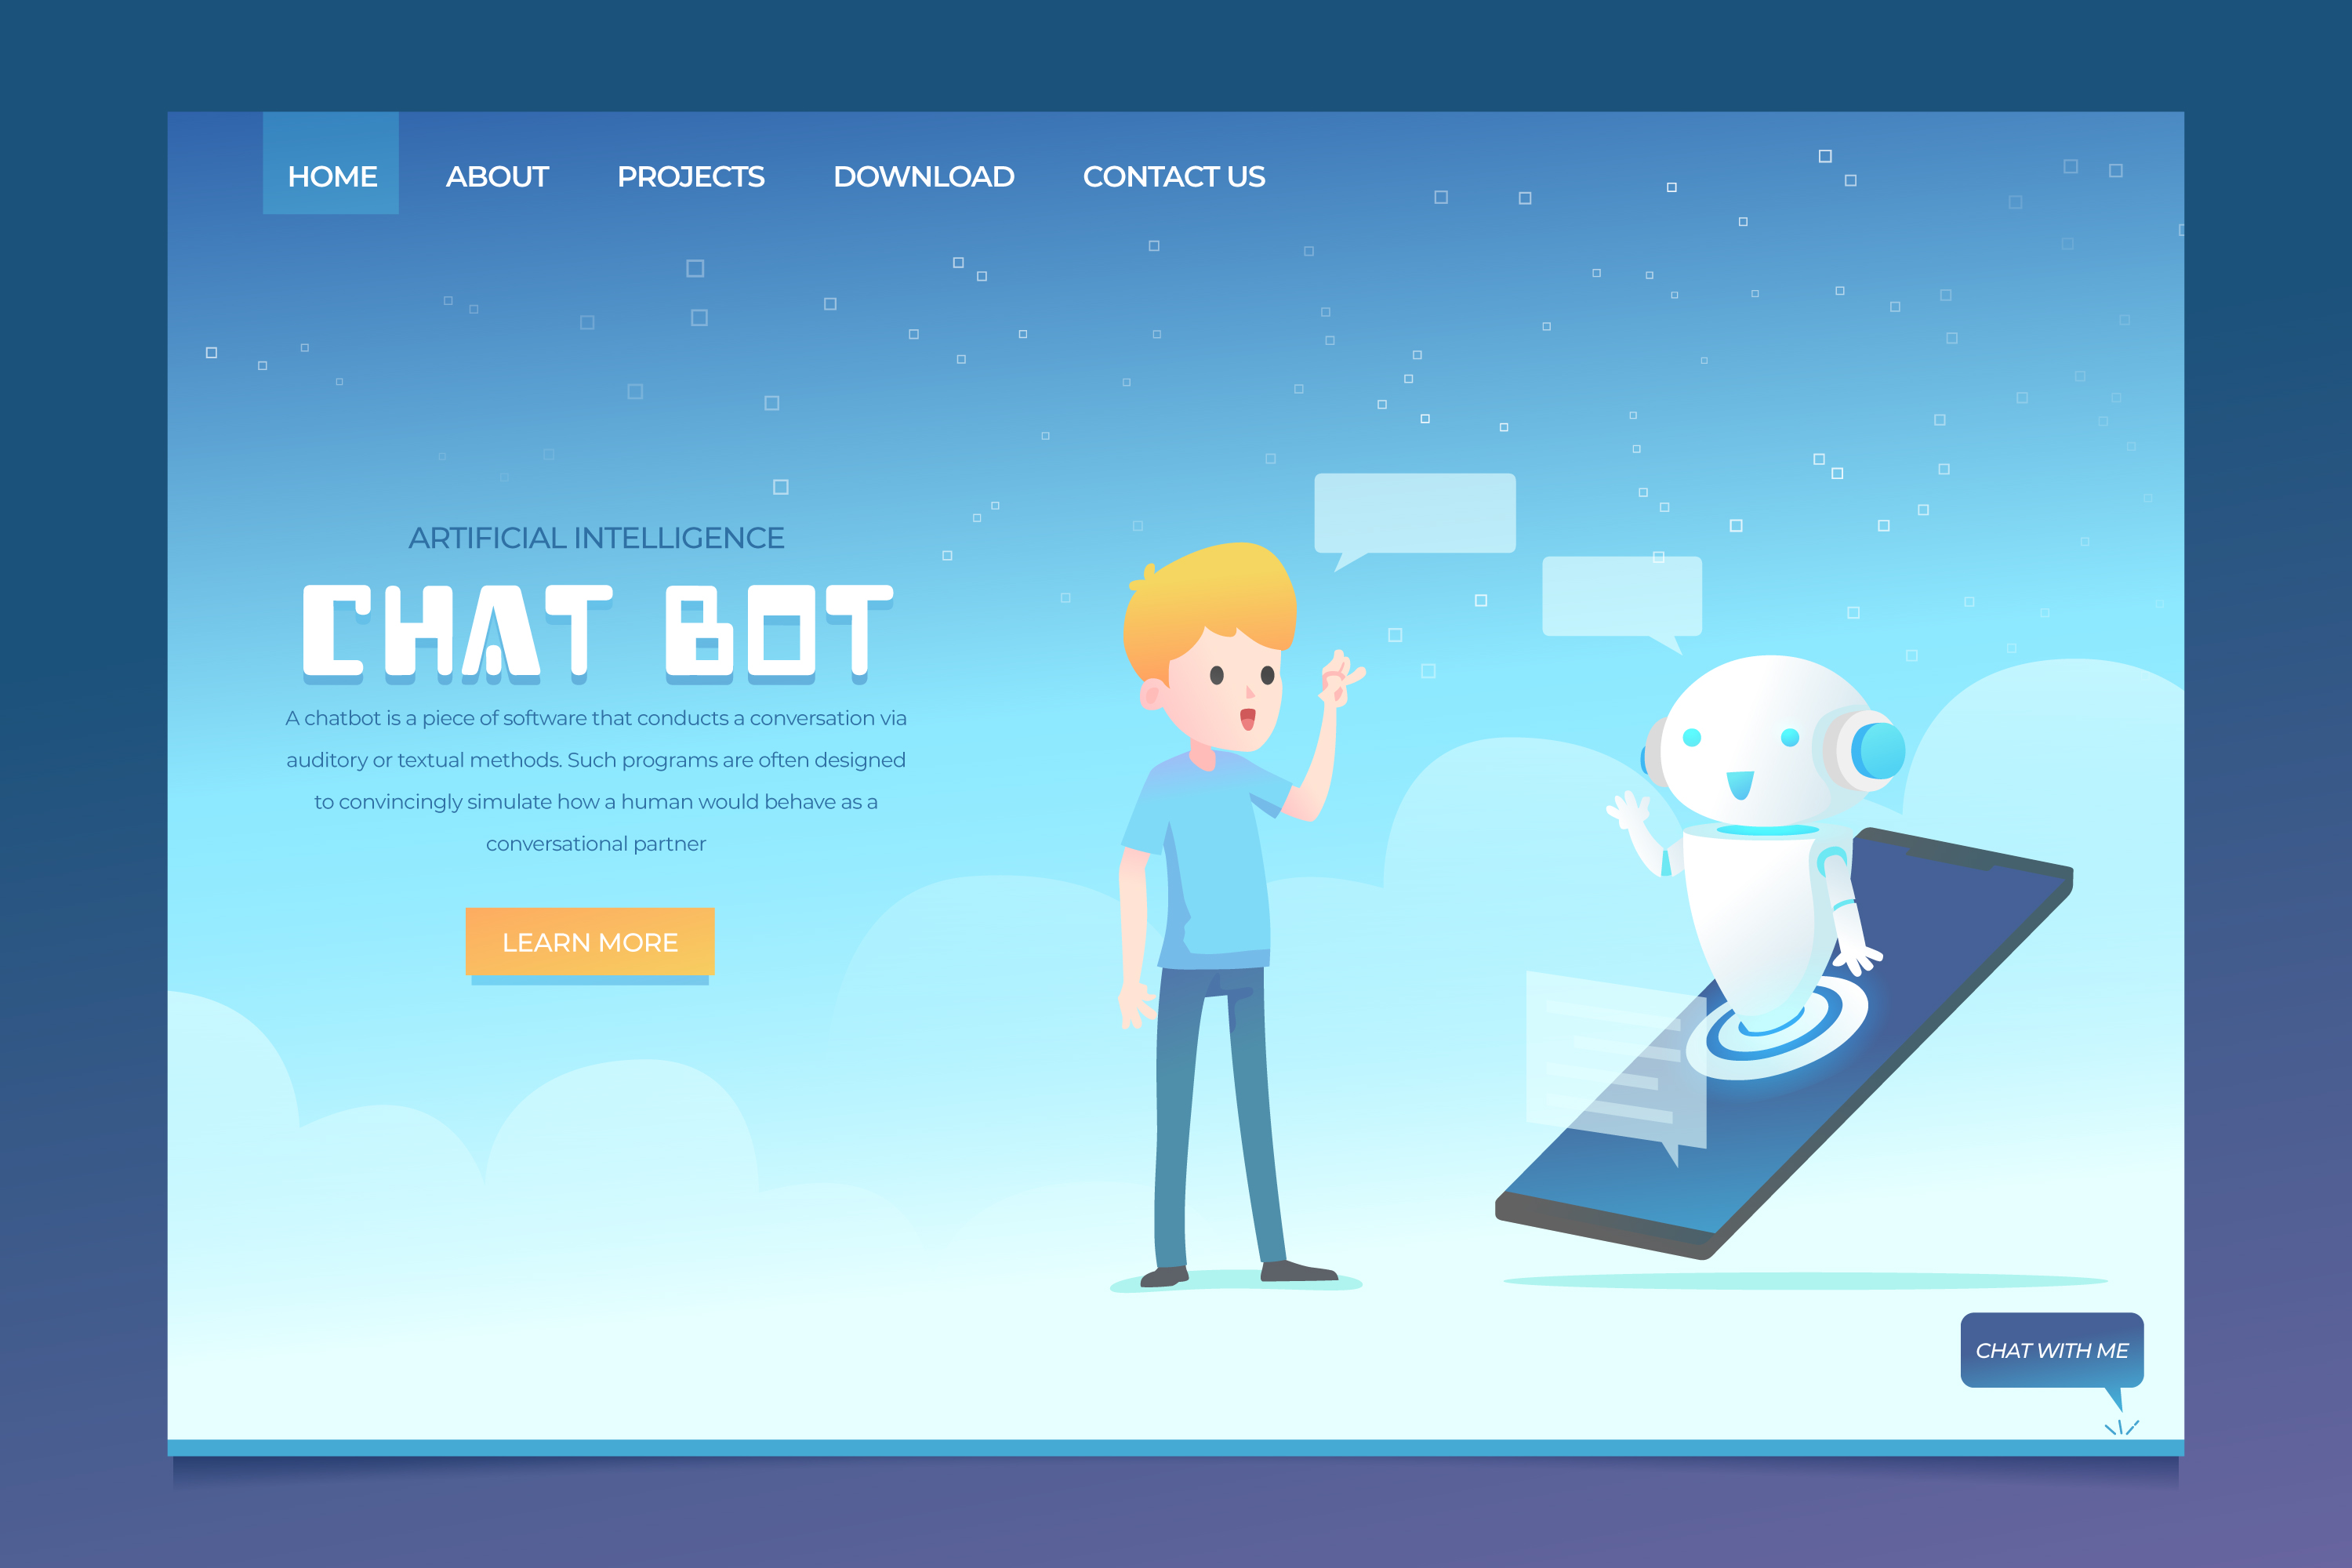 HOME ABOUT PROJECTS DOWNLOAD CONTACT US
ARTIFICIAL INTELLIGENCE
CHAT BOT
A chatbot is a piece of software that conducts a conversation via
auditory or textual methods. Such programs are often designed
to convincingly simulate how a human would behave as a
conversational partner
LEARN MORE
CHAT WITH ME